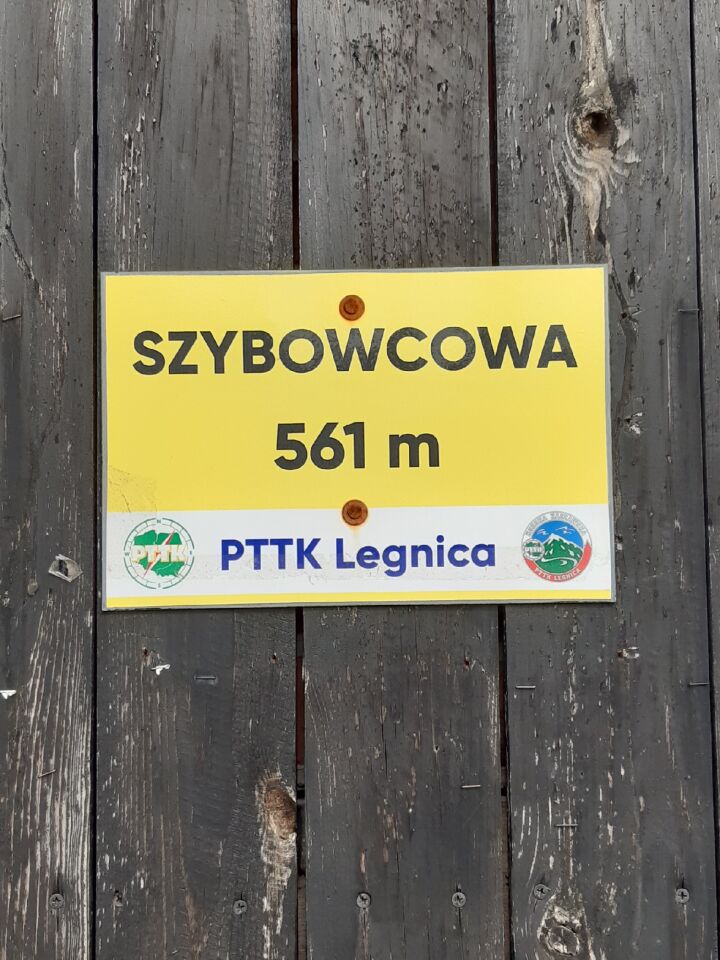 SZYBOWCOWA
561 m
PTTK
PTTK Legnica
PTTK LEGNICA